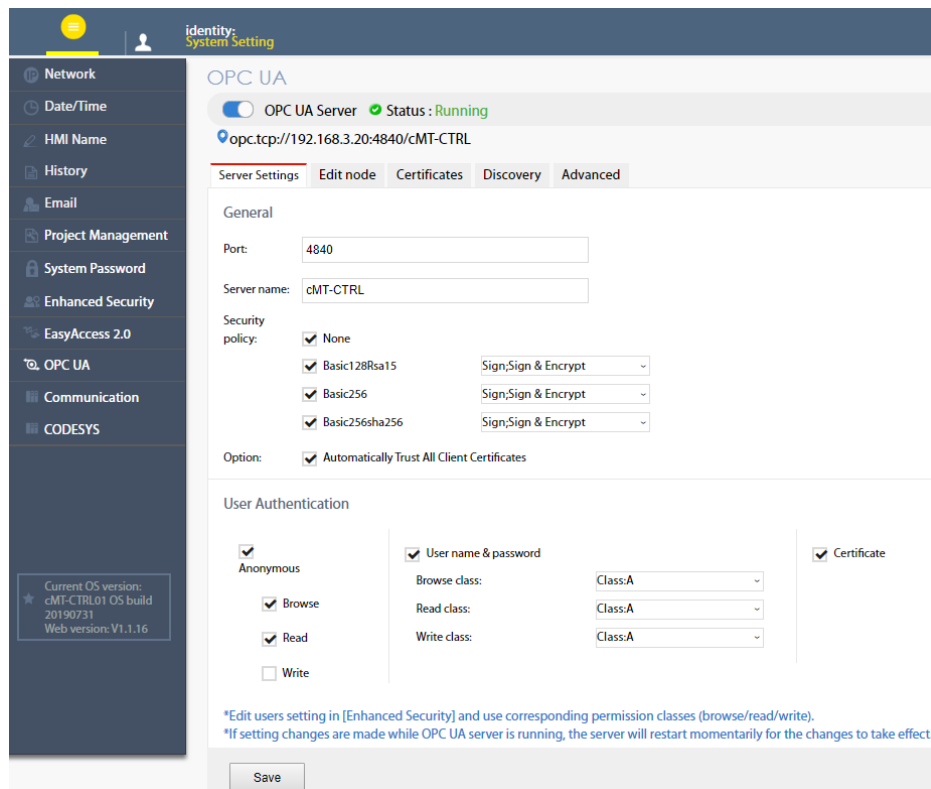 identity:
System Setting
Network
Date/Time
HMI Name
History
Email
Project Management
System Password
Enhanced Security
EasyAccess 2.0
OPC UA
Communication
CODESYS
Current OS version:
cMT-CTRL01 OS build
20190731
Web version: V1.1.16
OPC UA
OPC UA Server Status : Running
opc.tcp://192.168.3.20:4840/cMT-CTRL
Server Settings Edit node Certificates Discovery Advanced
General
Port: 4840
Server name: cMT-CTRL
Security
policy: None
Basic128Rsa15 Sign;Sign & Encrypt
Basic256 Sign;Sign & Encrypt
Basic256sha256 Sign;Sign & Encrypt
Option: Automatically Trust All Client Certificates
User Authentication
Anonymous
Browse
Read
Write
User name & password
Browse class: Class:A
Read class: Class:A
Write class: Class:A
Certificate
*Edit users setting in [Enhanced Security] and use corresponding permission classes (browse/read/write).
*If setting changes are made while OPC UA server is running, the server will restart momentarily for the changes to take effect
Save